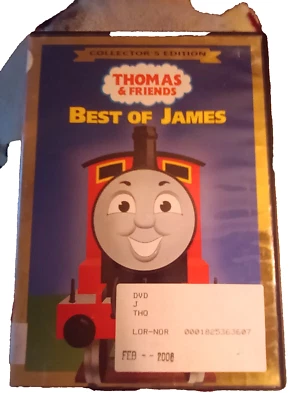 COLLECTOR'S EDITION
THOMAS
& FRIENDS
BEST OF JAMES
DVD
J
THO
LOR-NOR 0001825363607
FEB -- 2008